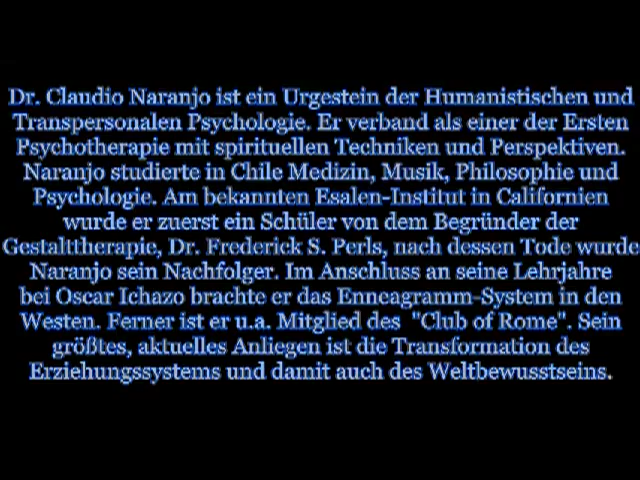 Dr. Claudio Naranjo ist ein Urgestein der Humanistischen und
Transpersonalen Psychologie. Er verband als einer der Ersten
Psychotherapie mit spirituellen Techniken und Perspektiven.
Naranjo studierte in Chile Medizin, Musik, Philosophie und
Psychologie. Am bekannten Esalen-Institut in Californien
wurde er zuerst ein Schüler von dem Begründer der
Gestalttherapie, Dr. Frederick S. Perls, nach dessen Tode wurde
Naranjo sein Nachfolger. Im Anschluss an seine Lehrjahre
bei Oscar Ichazo brachte er das Enneagramm-System in den
Westen. Ferner ist er u.a. Mitglied des "Club of Rome". Sein
größtes, aktuelles Anliegen ist die Transformation des
Erziehungssystems und damit auch des Weltbewusstseins.